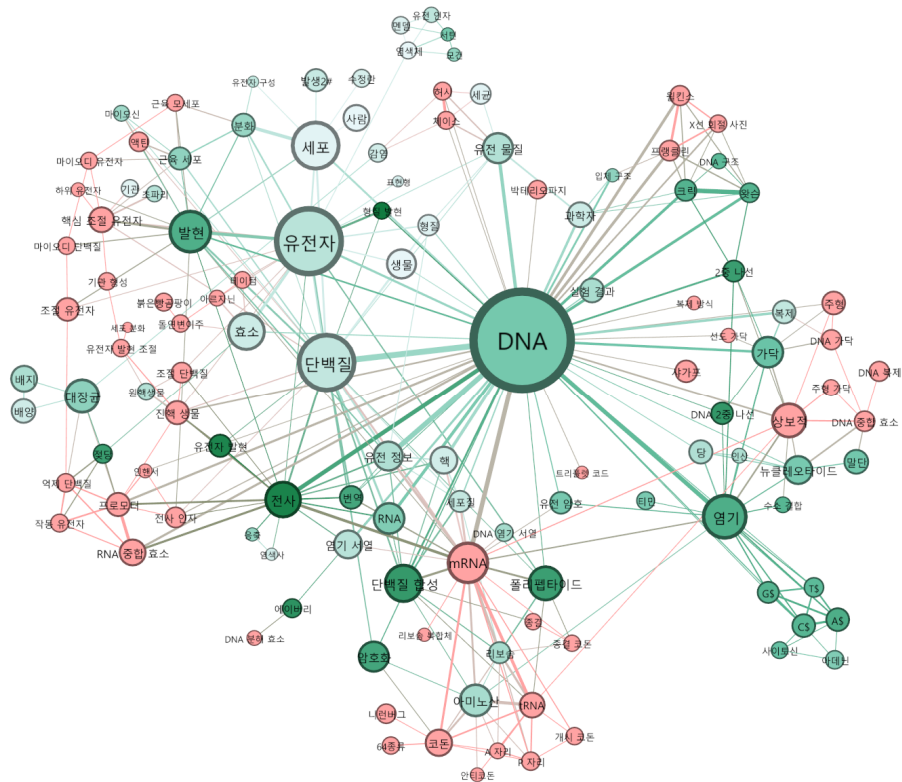 유전 인자
멘델
서튼
염색체
모건
유전자 구성
발생2#
수정란
허시
세균
윌킨스
근육 모세포
마이오신
사람
체이스
X선 회절 사진
분화
액틴
세포
유전 물질
프랭클린
마이오디 유전자
근육 세포
감염
DNA 구조
입체 구조
하위 유전자
기관
초파리
표현형
박테리오파지
크릭
왓슨
핵심 조절 유전자
형질 발현
과학자
발현
유전자
형질
마이오디 단백질
생물
2중 나선
기관 형성
베이텀
실험 결과
붉은빵곰팡이
아르지닌
복제 방식
복제
주형
조절 유전자
돌연변이주
세포 분화
효소
DNA
선도 가닥
DNA 가닥
유전자 발현 조절
가닥
단백질
조절 단백질
샤가프
DNA 복제
배지
원핵생물
주형 가닥
대장균
배양
진핵 생물
DNA 2중 나선
상보적
DNA 중합 효소
유전자 발현
젖당
유전 정보
핵
당
인산
말단
인핸서
트리플렛 코드
뉴클레오타이드
억제 단백질
전사
번역
세포질
유전 암호
티민
수소 결합
프로모터
전사 인자
RNA
염기
작동 유전자
DNA 염기 서열
RNA 중합 효소
염색사
염기 서열
mRNA
단백질 합성
폴리펩타이드
G$
T$
에이버리
C$
A$
DNA 분해 효소
리보솜 복합체
종결
종결 코돈
사이토신
아데닌
암호화
리보솜
아미노산
tRNA
니런버그
코돈
개시 코돈
64종류
A 자리
P 자리
안티코돈